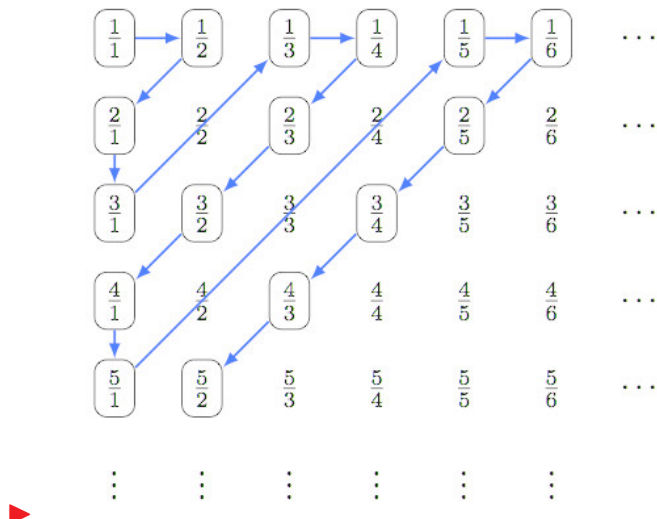 1/1 1/2 1/3 1/4 1/5 1/6 ...
2/1 2/2 2/3 2/4 2/5 2/6 ...
3/1 3/2 3/3 3/4 3/5 3/6 ...
4/1 4/2 4/3 4/4 4/5 4/6 ...
5/1 5/2 5/3 5/4 5/5 5/6 ...
⋮ ⋮ ⋮ ⋮ ⋮ ⋮